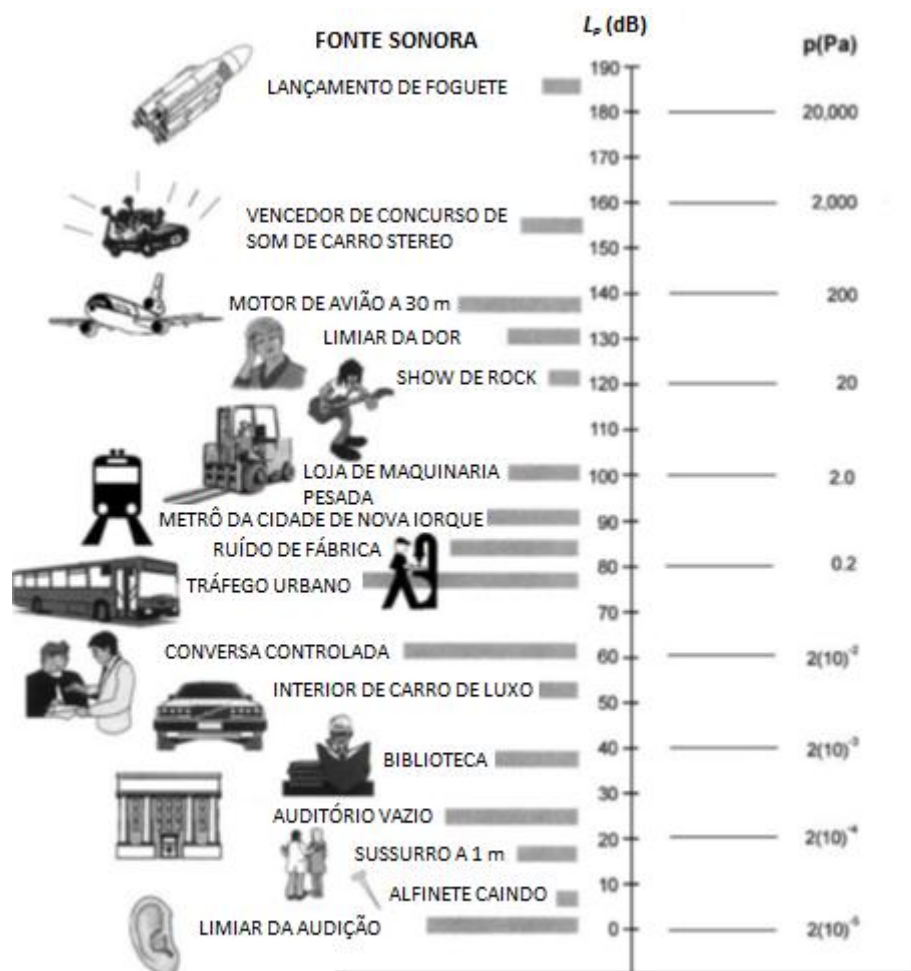 FONTE SONORA Lₚ (dB) p(Pa)
190
LANÇAMENTO DE FOGUETE
180 20,000
170
160 2,000
VENCEDOR DE CONCURSO DE
SOM DE CARRO STEREO
150
140 200
MOTOR DE AVIÃO A 30 m
LIMIAR DA DOR 130
SHOW DE ROCK 120 20
110
LOJA DE MAQUINARIA 100 2.0
PESADA
METRÔ DA CIDADE DE NOVA IORQUE 90
RUÍDO DE FÁBRICA
80 0.2
TRÁFEGO URBANO
70
CONVERSA CONTROLADA 60 2(10)⁻²
INTERIOR DE CARRO DE LUXO
50
40 2(10)⁻³
BIBLIOTECA
30
AUDITÓRIO VAZIO
20 2(10)⁻⁴
SUSSURRO A 1 m
ALFINETE CAINDO 10
LIMIAR DA AUDIÇÃO 0 2(10)⁻⁵